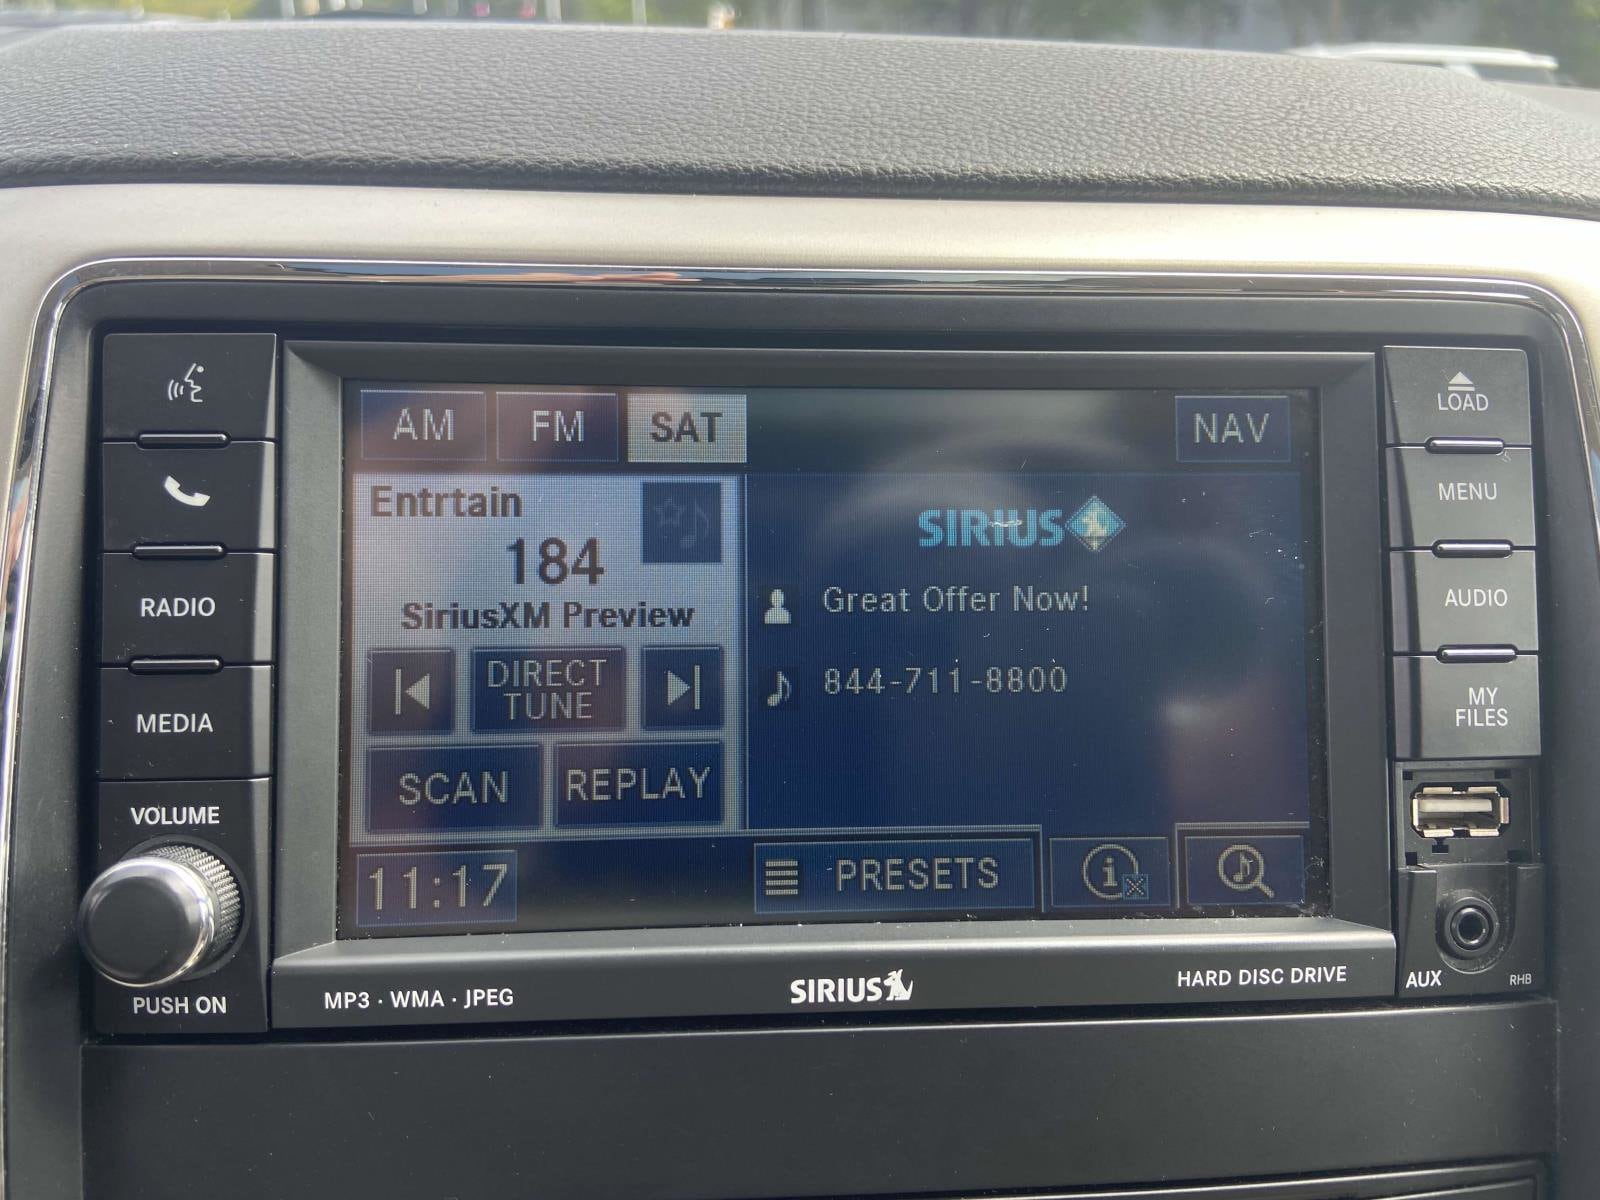 AM FM SAT NAV
Entrtain
184
SiriusXM Preview
DIRECT
TUNE
SCAN REPLAY
11:17
SIRIUS
Great Offer Now!
844-711-8800
PRESETS
RADIO
MEDIA
VOLUME
PUSH ON
LOAD
MENU
AUDIO
MY
FILES
AUX RHB
MP3 · WMA · JPEG SIRIUS HARD DISC DRIVE